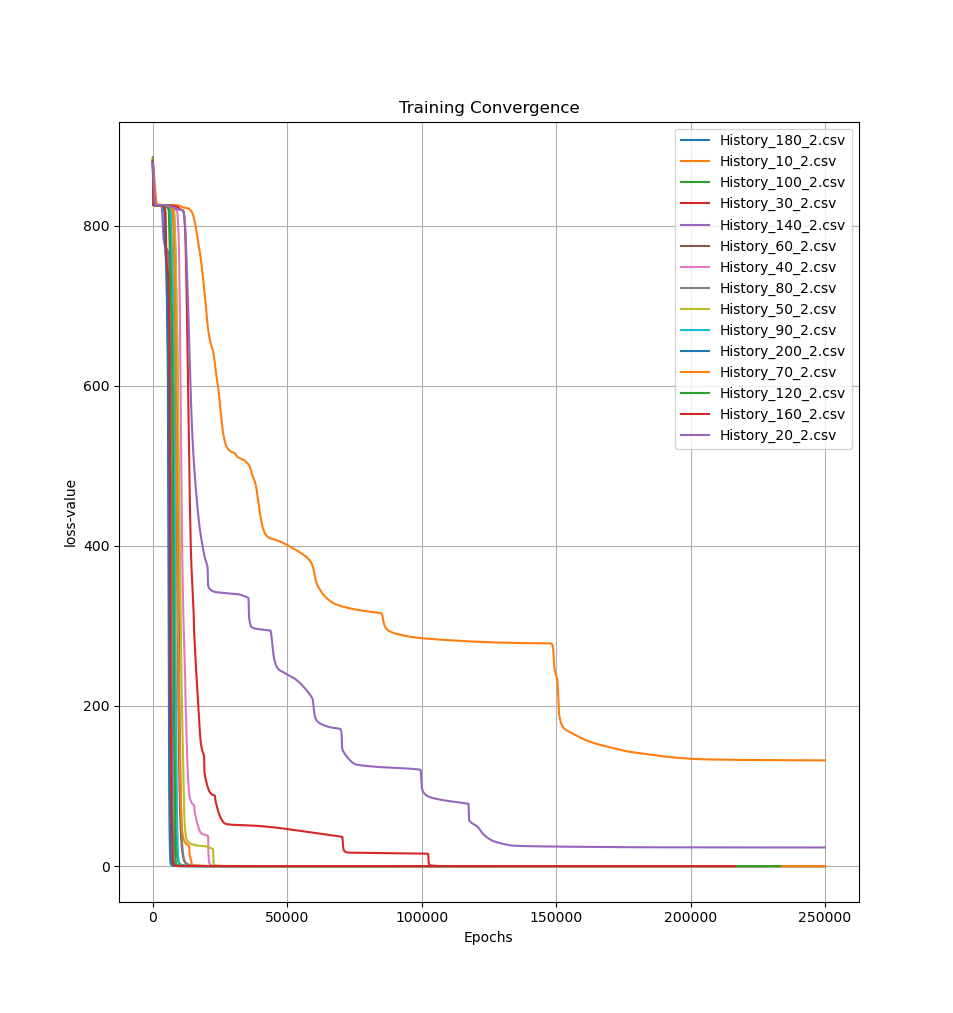 Training Convergence
History_180_2.csv
History_10_2.csv
History_100_2.csv
History_30_2.csv
History_140_2.csv
History_60_2.csv
History_40_2.csv
History_80_2.csv
History_50_2.csv
History_90_2.csv
History_200_2.csv
History_70_2.csv
History_120_2.csv
History_160_2.csv
History_20_2.csv
800
600
400
200
0
loss-value
0 50000 100000 150000 200000 250000
Epochs